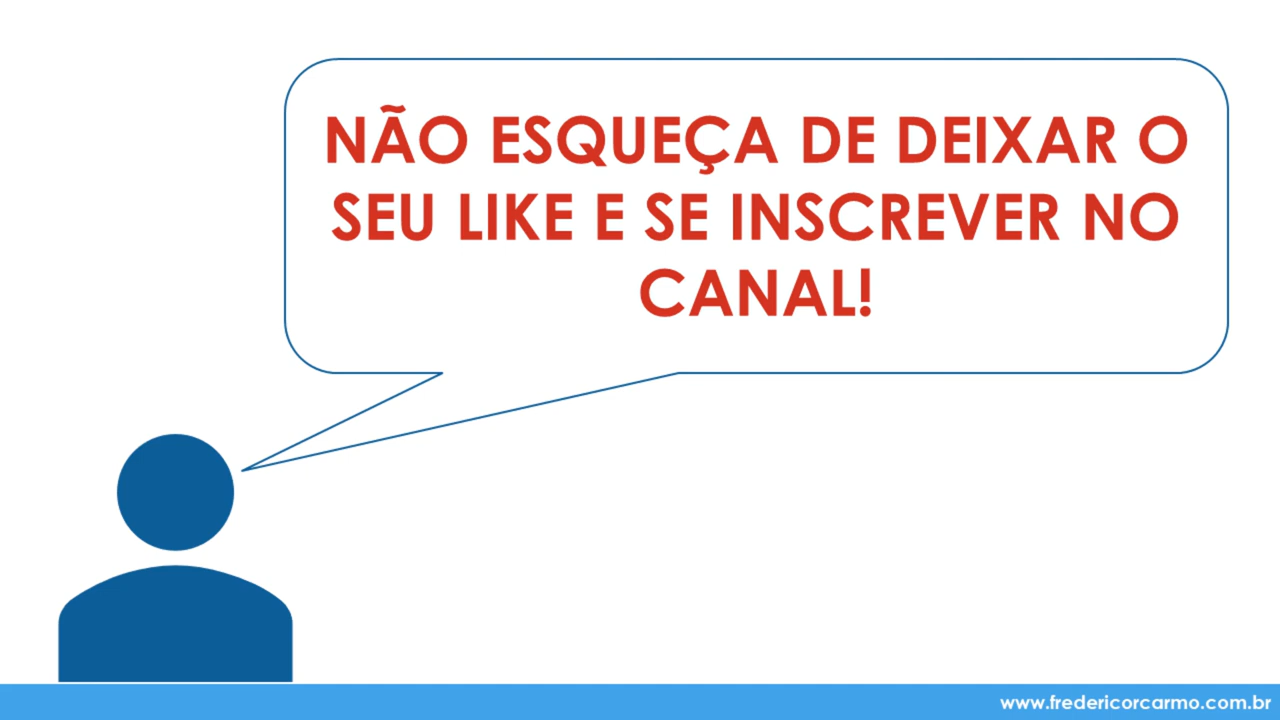 NÃO ESQUEÇA DE DEIXAR O
SEU LIKE E SE INSCREVER NO
CANAL!
www.fredericorcarmo.com.br